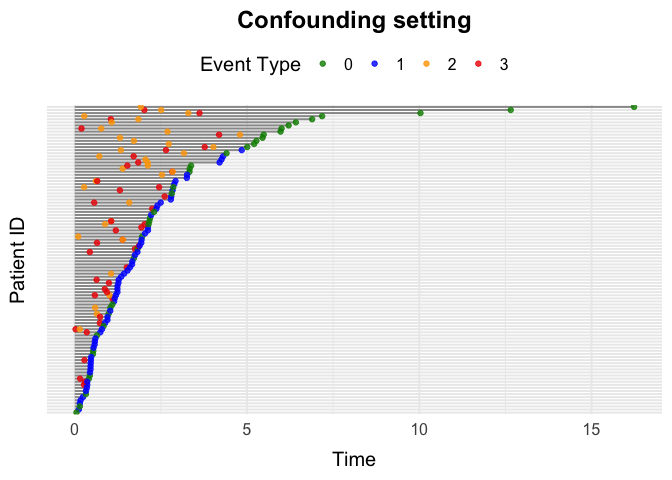 Confounding setting
Event Type 0 1 2 3
Patient ID
0 5 10 15
Time